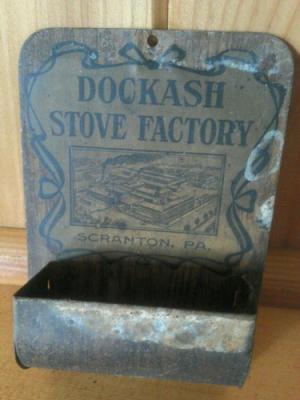 DOCKASH
STOVE FACTORY
SCRANTON, PA.